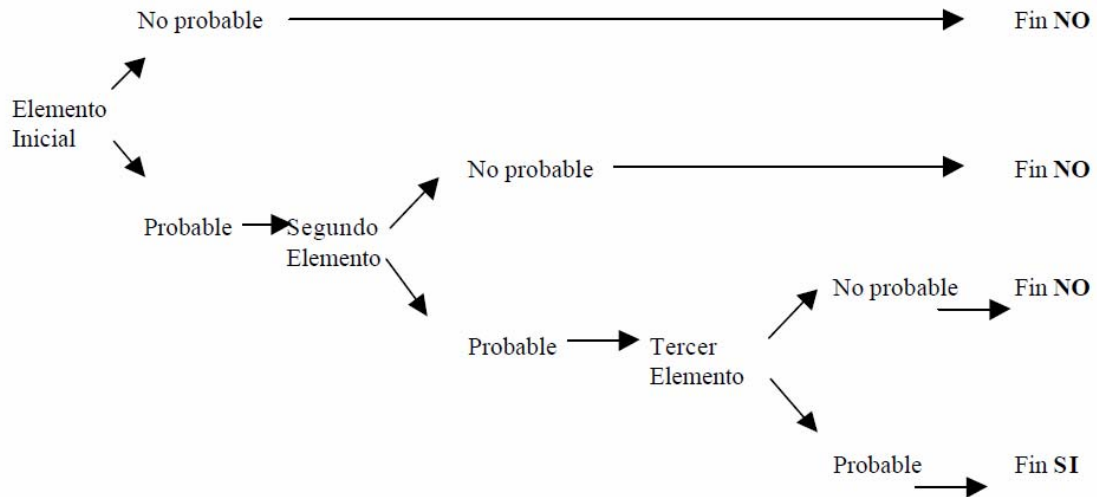 No probable
Fin NO
Elemento
Inicial
No probable
Fin NO
Probable
Segundo
Elemento
No probable
Fin NO
Probable
Tercer
Elemento
Probable
Fin SI